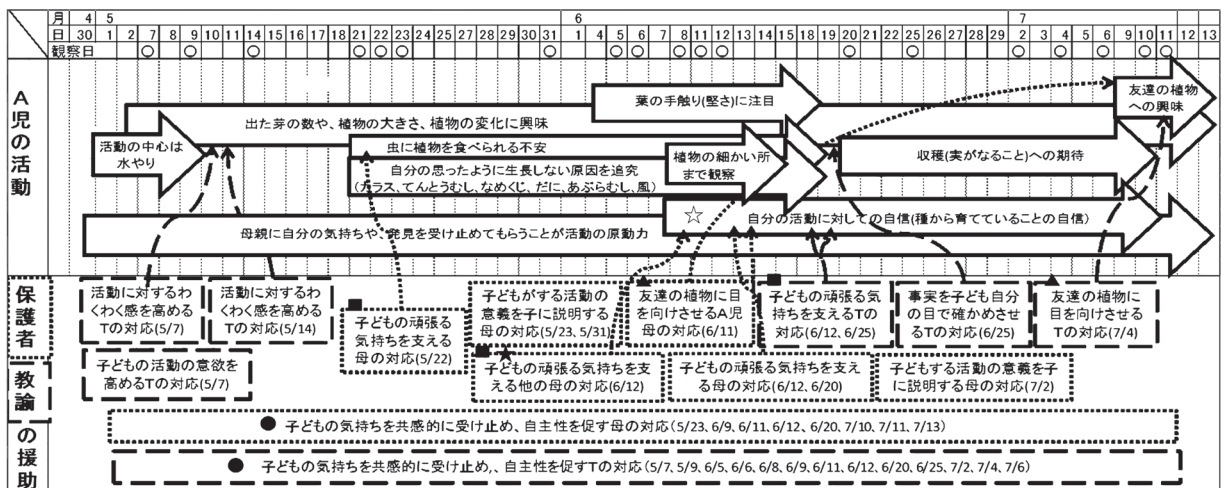 月 4 5 6 7
日 30 1 2 7 8 9 10 11 14 15 16 17 18 21 22 23 24 25 28 29 30 31 1 4 5 6 7 8 9 10 11 12 13 14 15 18 19 20 21 22 25 26 27 28 29 2 3 4 5 6 9 10 11 12 13
観察日 ○ ○ ○ ○ ○ ○ ○ ○ ○ ○ ○ ○ ○ ○ ○ ○ ○ ○ ○
A児の活動
葉の手触り(堅さ)に注目
友達の植物
への興味
出た芽の数や、植物の大きさ、植物の変化に興味
活動の中心は
水やり
虫に植物を食べられる不安
自分の思ったように生長しない原因を追究
(カラス、てんとうむし、なめくじ、だに、あぶらむし、風)
植物の細かい所
まで観察
収穫(実がなること)への期待
☆
自分の活動に対しての自信(種から育てていることの自信)
母親に自分の気持ちや、発見を受け止めてもらうことが活動の原動力
保護者
教諭
の援助
活動に対するわ
くわく感を高める
Tの対応(5/7)
活動に対するわ
くわく感を高める
Tの対応(5/14)
子どもの活動の意欲を
高めるTの対応(5/7)
■
子どもの頑張る
気持ちを支える
母の対応(5/22)
子どもがする活動の
意義を子に説明する
母の対応(5/23, 5/31)
■ ★
子どもの頑張る気持ちを支
える他の母の対応(6/12)
▲
友達の植物に目
を向けさせるA児
母の対応(6/11)
子どもの頑張る気持ちを支え
る母の対応(6/12、6/20)
■
子どもの頑張る気
持ちを支えるTの
対応(6/12, 6/25)
事実を子ども自分
の目で確かめさせ
るTの対応(6/25)
子どもする活動の意義を子
に説明する母の対応(7/2)
▲
友達の植物に
目を向けさせる
Tの対応(7/4)
● 子どもの気持ちを共感的に受け止め、自主性を促す母の対応(5/23、6/9、6/11、6/12、6/20、7/10、7/11、7/13)
● 子どもの気持ちを共感的に受け止め,、自主性を促すTの対応(5/7, 5/9, 6/5, 6/6, 6/8, 6/9, 6/11, 6/12, 6/20, 6/25, 7/2, 7/4, 7/6)